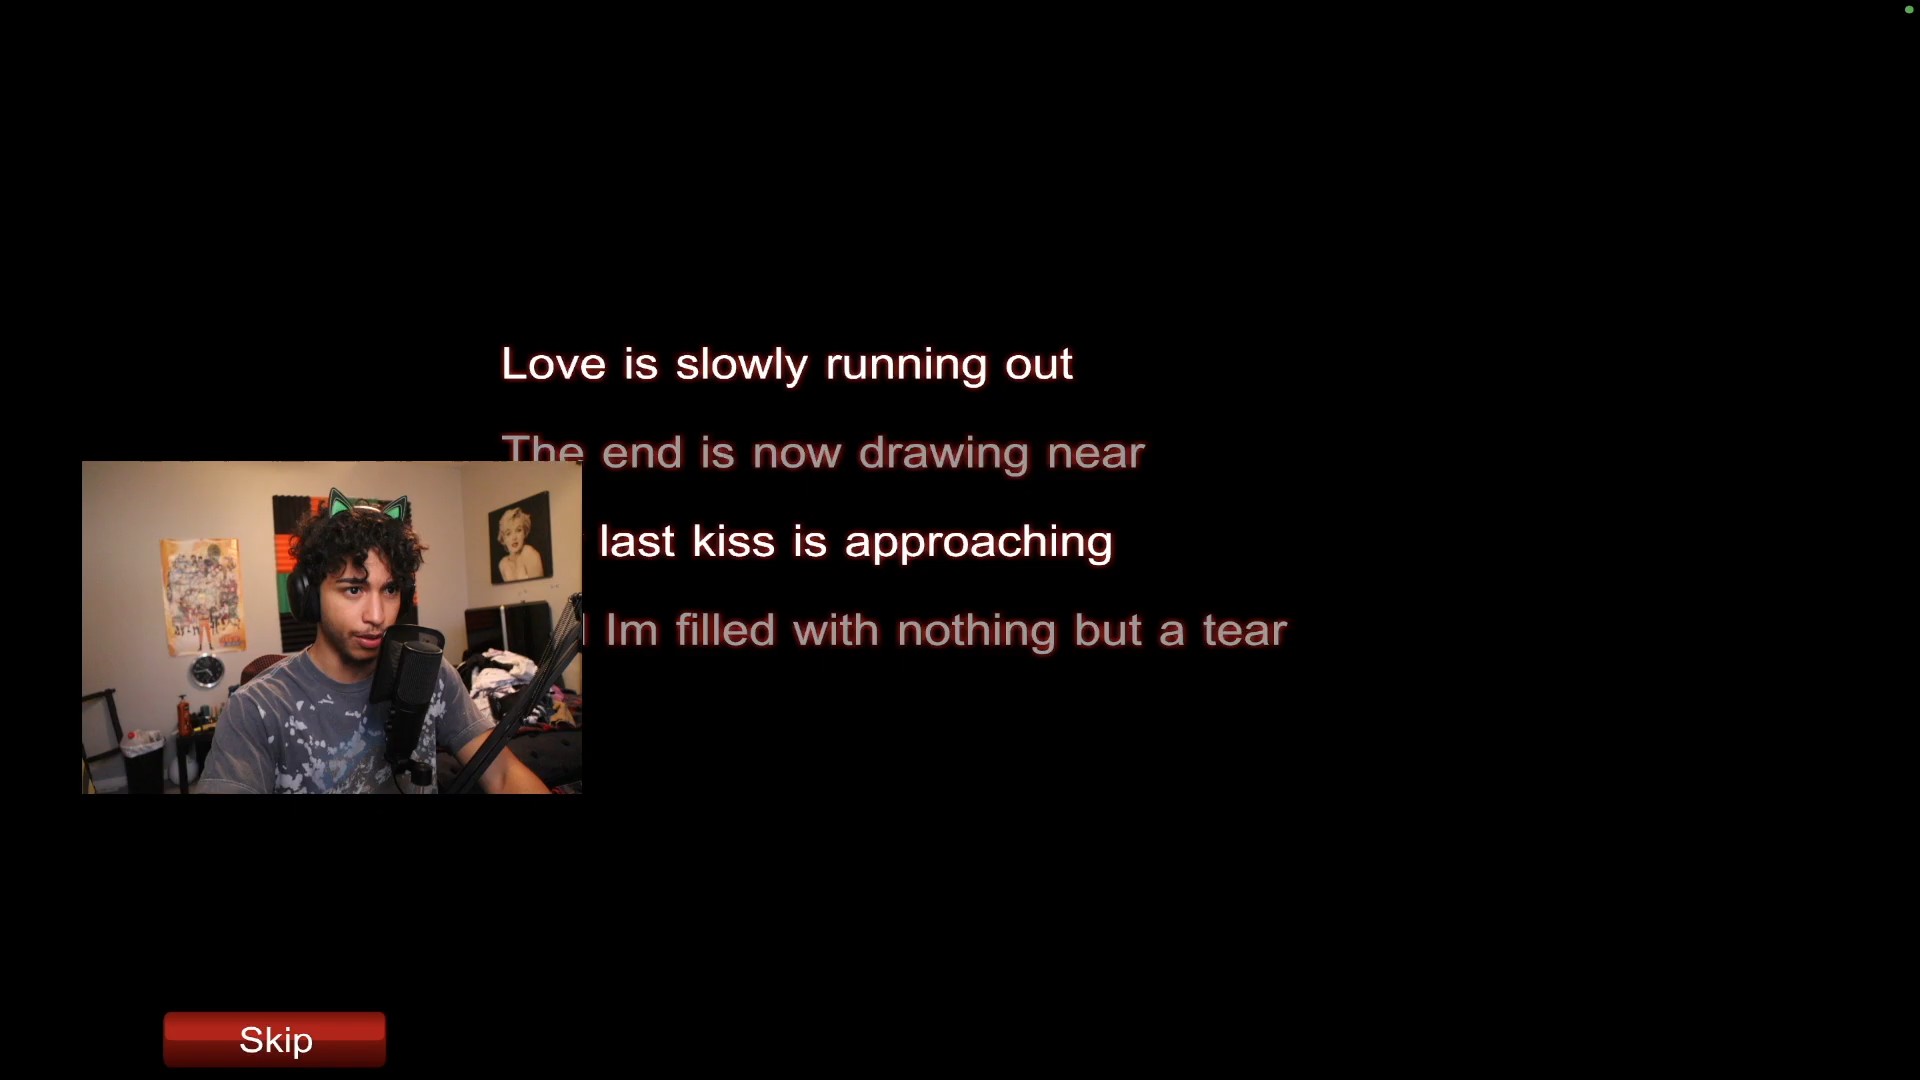 Love is slowly running out
The end is now drawing near
last kiss is approaching
Im filled with nothing but a tear
Skip